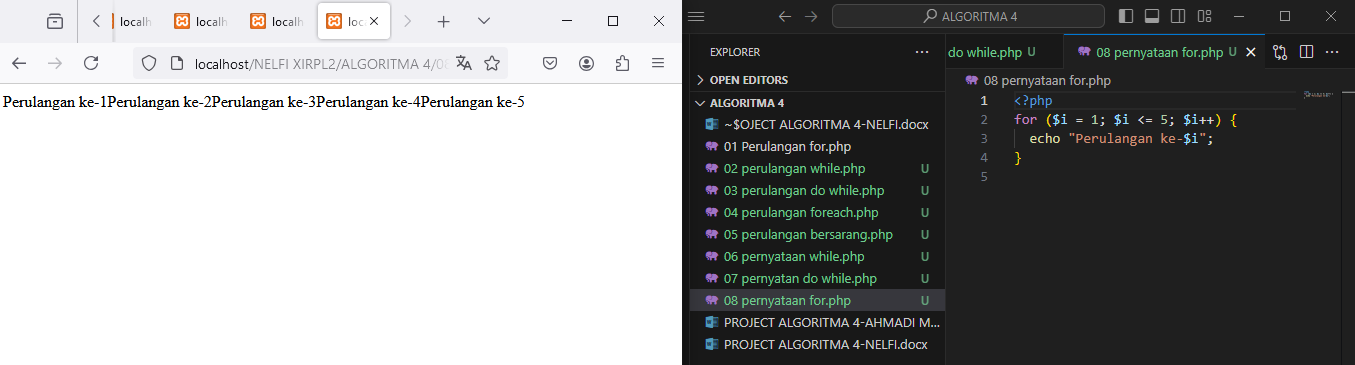 localh
localh
localh
loc
localhost/NELFI XIRPL2/ALGORITMA 4/08
Perulangan ke-1Perulangan ke-2Perulangan ke-3Perulangan ke-4Perulangan ke-5
ALGORITMA 4
EXPLORER
OPEN EDITORS
ALGORITMA 4
~$OJECT ALGORITMA 4-NELFI.docx
01 Perulangan for.php
02 perulangan while.php U
03 perulangan do while.php U
04 perulangan foreach.php U
05 perulangan bersarang.php U
06 pernyataan while.php U
07 pernyatan do while.php U
08 pernyataan for.php U
PROJECT ALGORITMA 4-AHMADI M...
PROJECT ALGORITMA 4-NELFI.docx
do while.php U
08 pernyataan for.php U
08 pernyataan for.php
1 <?php
2 for ($i = 1; $i <= 5; $i++) {
3 echo "Perulangan ke-$i";
4 }
5